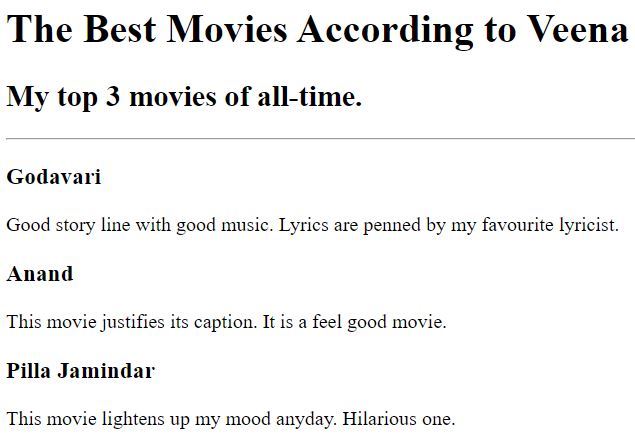 The Best Movies According to Veena
My top 3 movies of all-time.
Godavari
Good story line with good music. Lyrics are penned by my favourite lyricist.
Anand
This movie justifies its caption. It is a feel good movie.
Pilla Jamindar
This movie lightens up my mood anyday. Hilarious one.